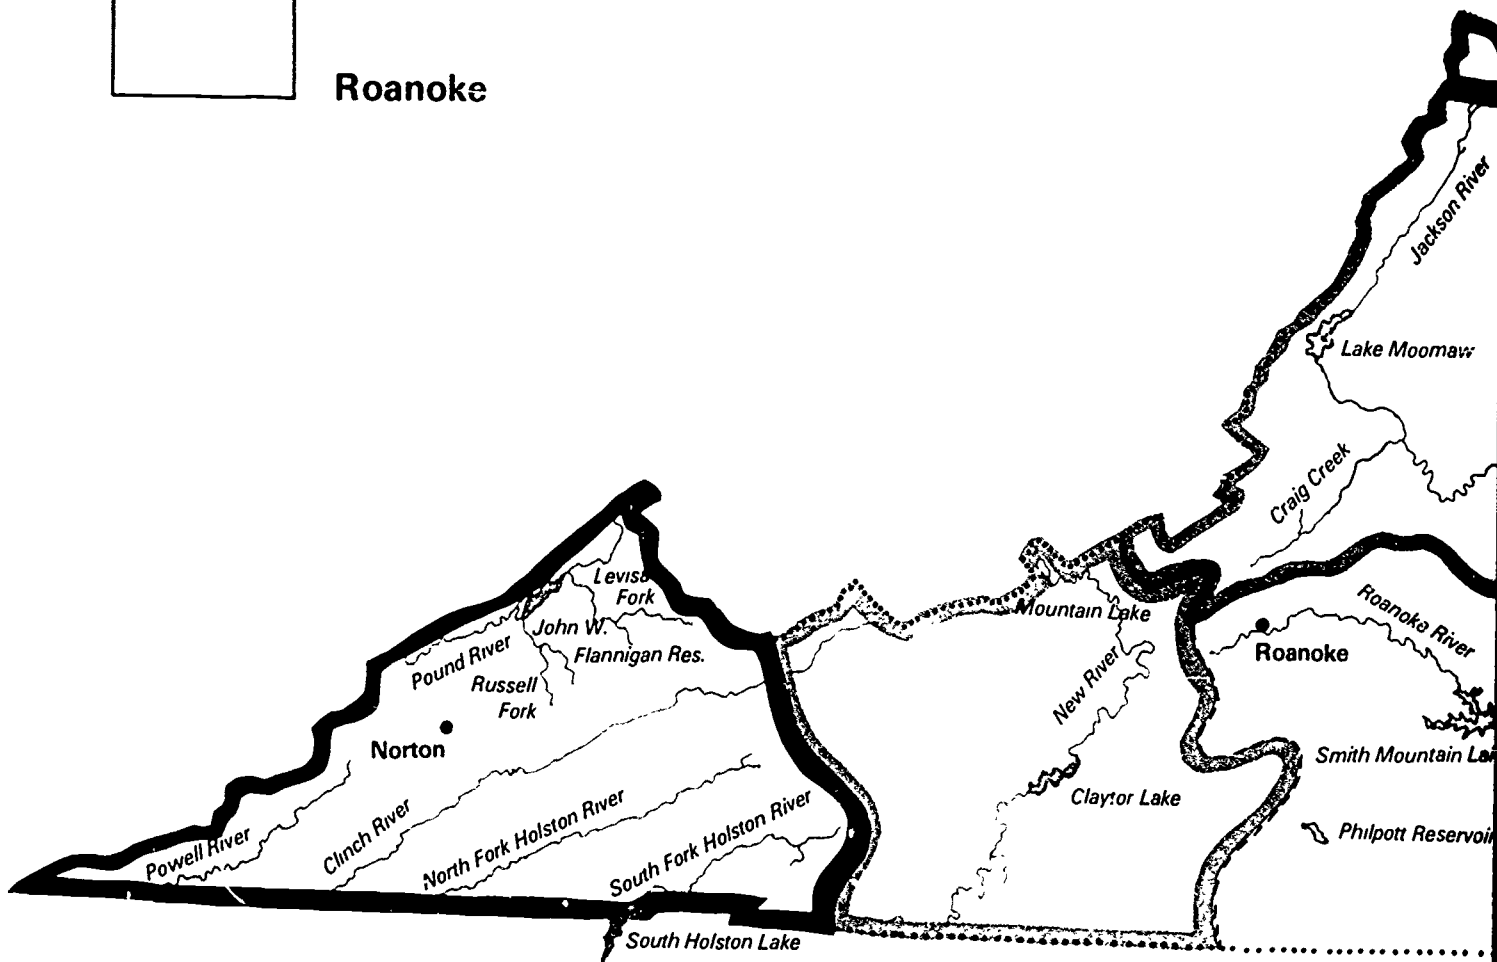 Roanoke
Jackson River
Lake Moomaw
Craig Creek
Levisa
Fork
John W.
Flannigan Res.
Pound River
Russell
Fork
Norton
Mountain Lake
Roanoke River
Roanoke
New River
Smith Mountain
Claytor Lake
Philpott Reservoir
Powell River
Clinch River
North Fork Holston River
South Fork Holston River
South Holston Lake